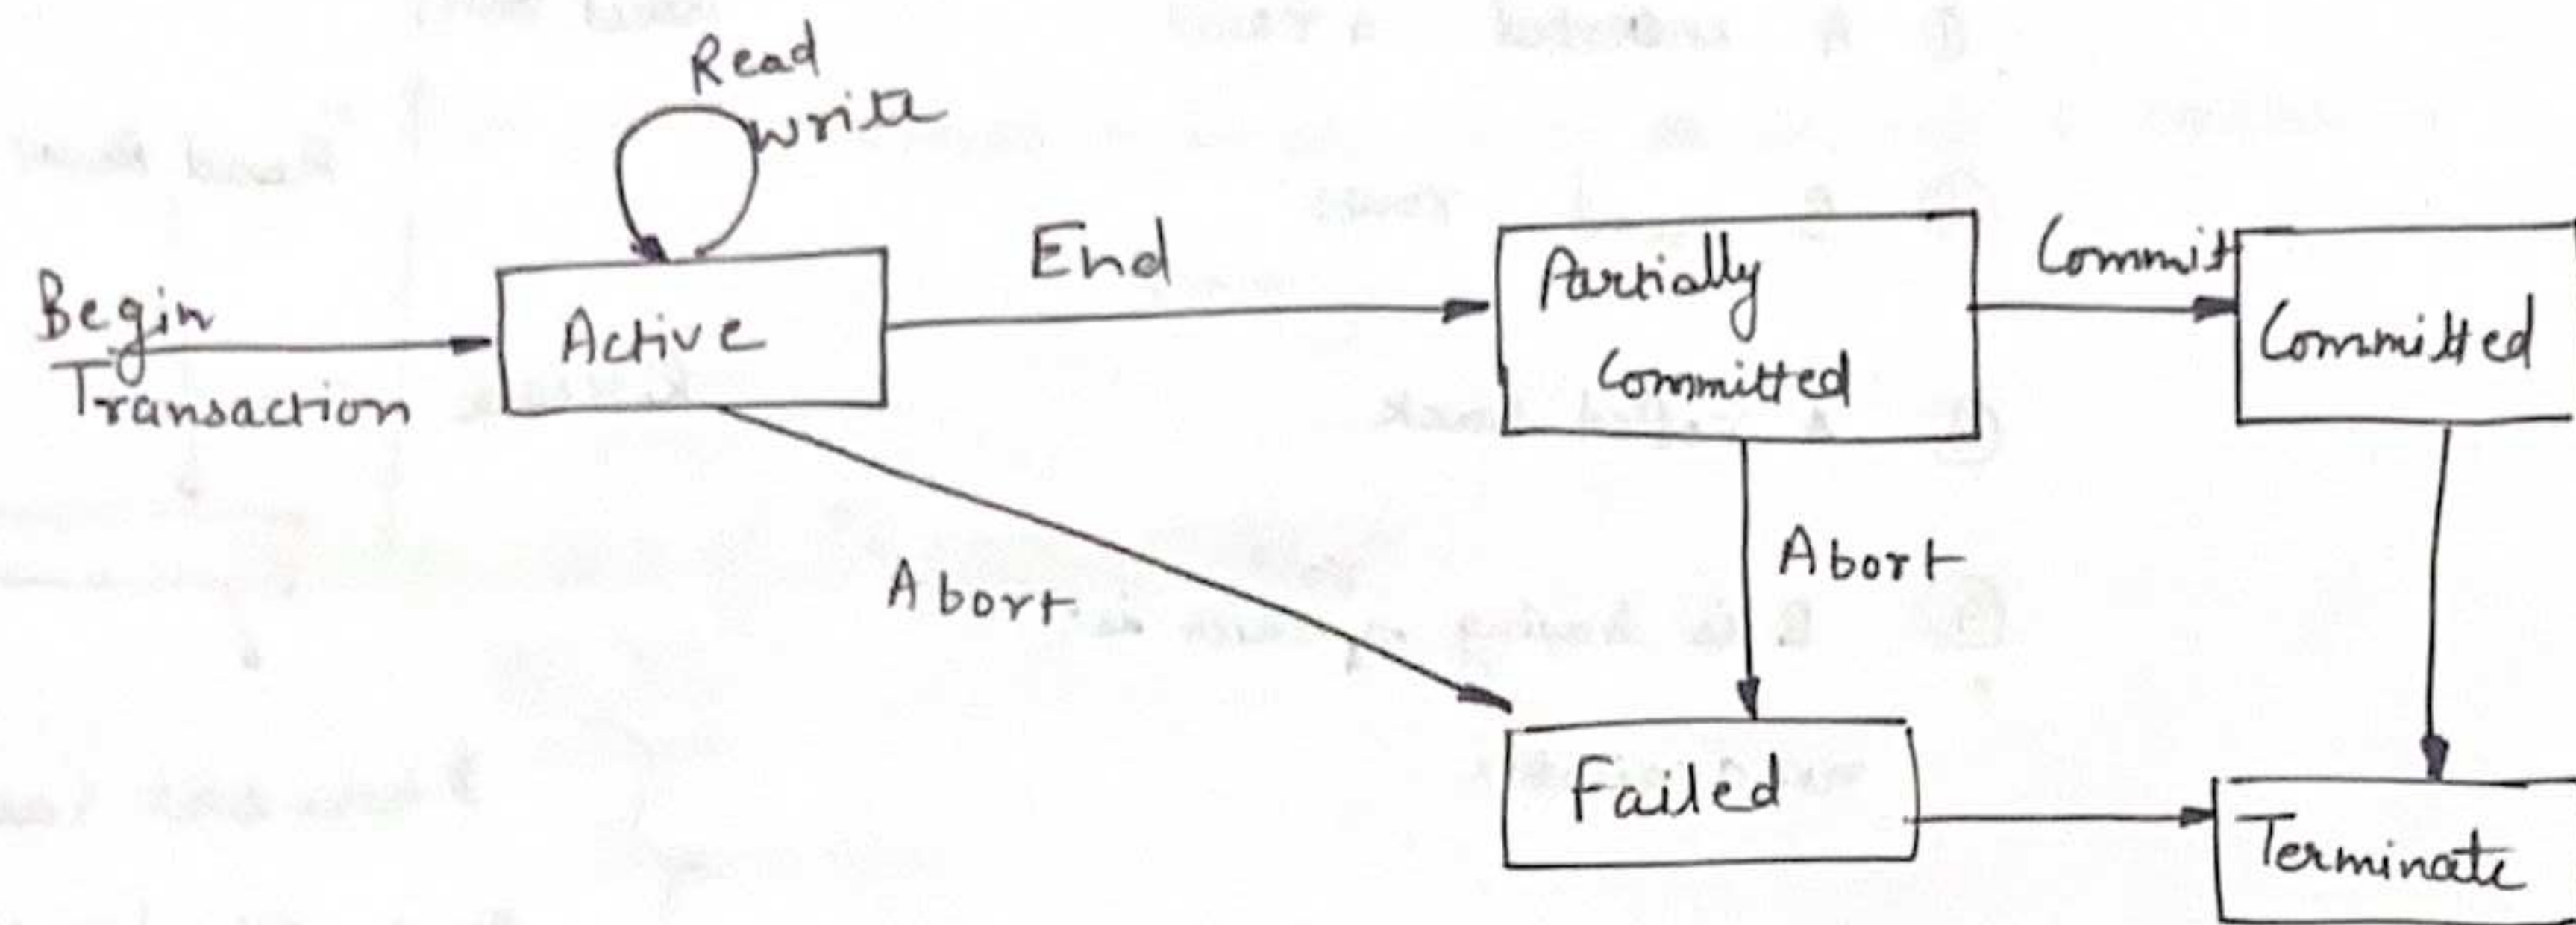 Read
Write
Begin
Transaction
Active
End
Partially
Committed
Commit
Committed
Abort
Abort
Failed
Terminate